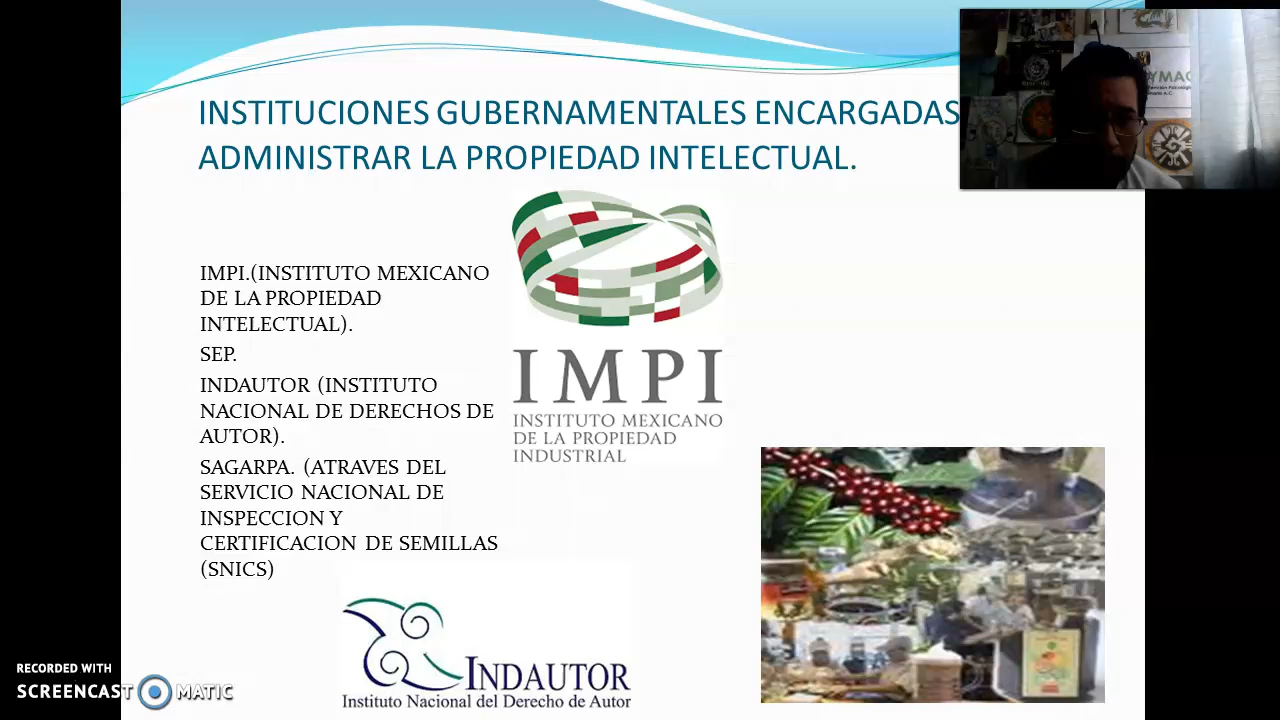 INSTITUCIONES GUBERNAMENTALES ENCARGADAS
ADMINISTRAR LA PROPIEDAD INTELECTUAL.
IMPI.(INSTITUTO MEXICANO
DE LA PROPIEDAD
INTELECTUAL).
SEP.
INDAUTOR (INSTITUTO
NACIONAL DE DERECHOS DE
AUTOR).
SAGARPA. (ATRAVES DEL
SERVICIO NACIONAL DE
INSPECCION Y
CERTIFICACION DE SEMILLAS
(SNICS)
IMPI
INSTITUTO MEXICANO
DE LA PROPIEDAD
INDUSTRIAL
INDAUTOR
Instituto Nacional del Derecho de Autor
RECORDED WITH
SCREENCAST MATIC